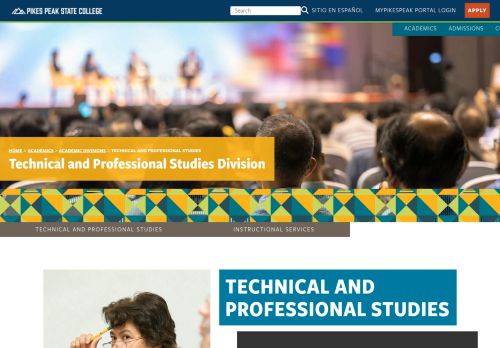 PIKES PEAK STATE COLLEGE
Search
SITIO EN ESPAÑOL
MYPIKESPEAK PORTAL LOGIN
APPLY
ACADEMICS
ADMISSIONS
HOME > ACADEMICS > ACADEMIC DIVISIONS > TECHNICAL AND PROFESSIONAL STUDIES
Technical and Professional Studies Division
TECHNICAL AND PROFESSIONAL STUDIES
INSTRUCTIONAL SERVICES
TECHNICAL AND
PROFESSIONAL STUDIES